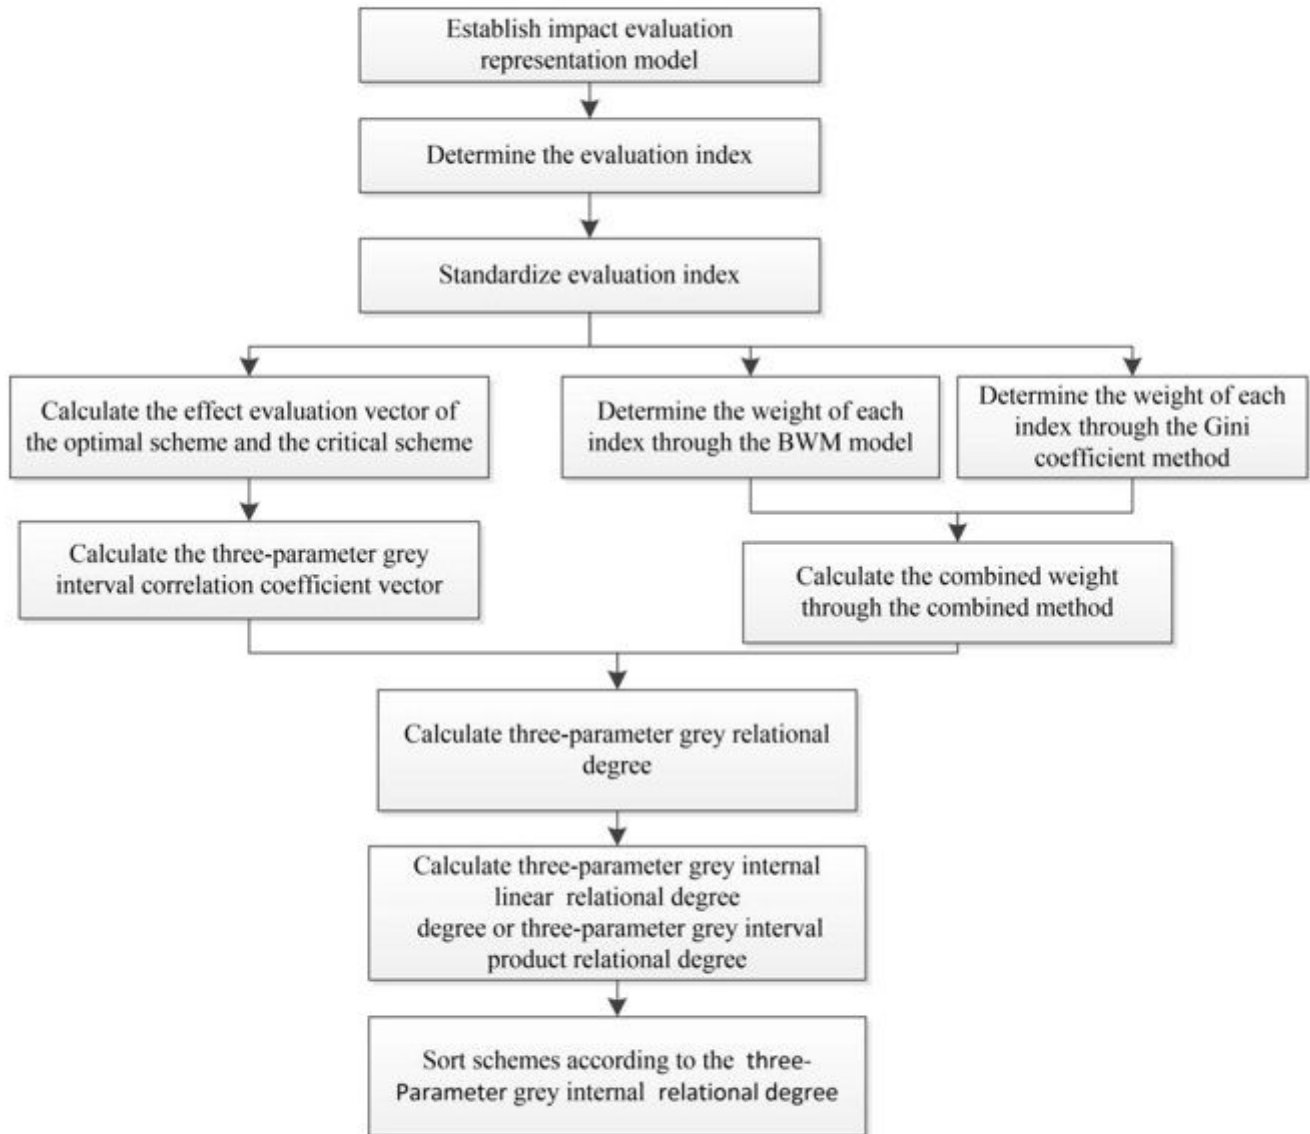 Establish impact evaluation
representation model
Determine the evaluation index
Standardize evaluation index
Calculate the effect evaluation vector of
the optimal scheme and the critical scheme
Determine the weight of each
index through the BWM model
Determine the weight of each
index through the Gini
coefficient method
Calculate the three-parameter grey
interval correlation coefficient vector
Calculate the combined weight
through the combined method
Calculate three-parameter grey relational
degree
Calculate three-parameter grey internal
linear relational degree
degree or three-parameter grey interval
product relational degree
Sort schemes according to the three-
Parameter grey internal relational degree